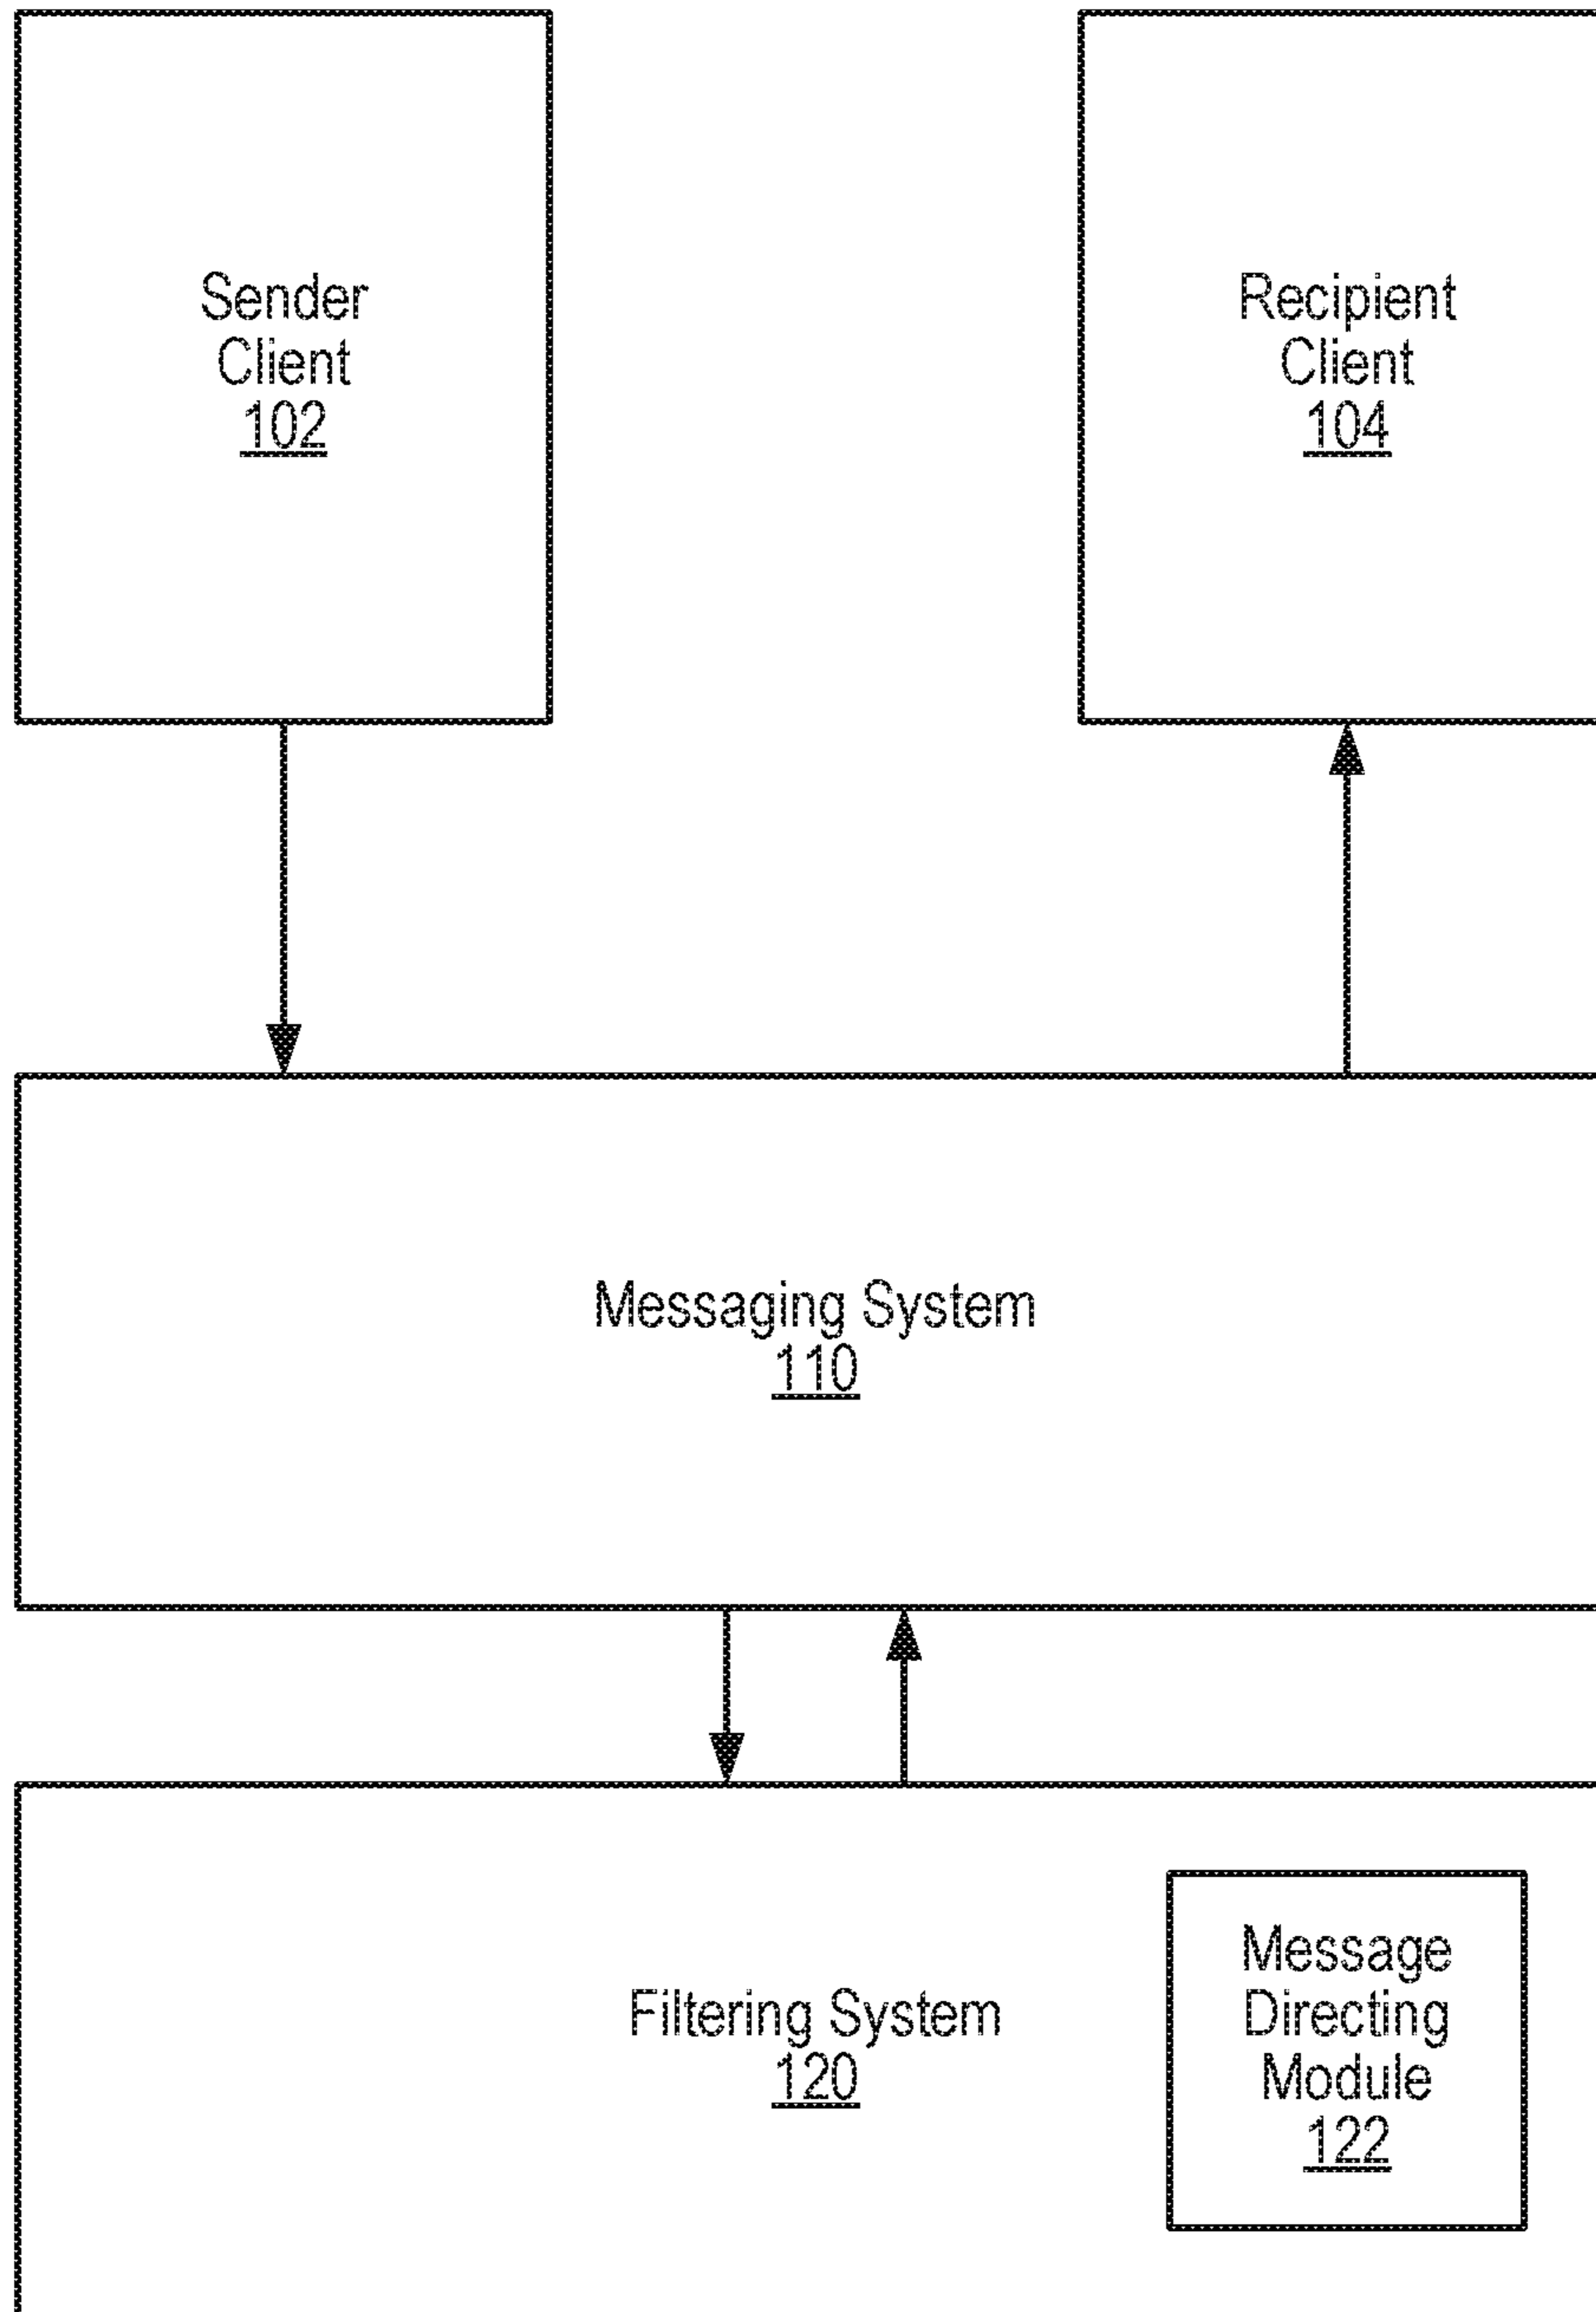 Sender
Client
102
Recipient
Client
104
Messaging System
110
Filtering System
120
Message
Directing
Module
122